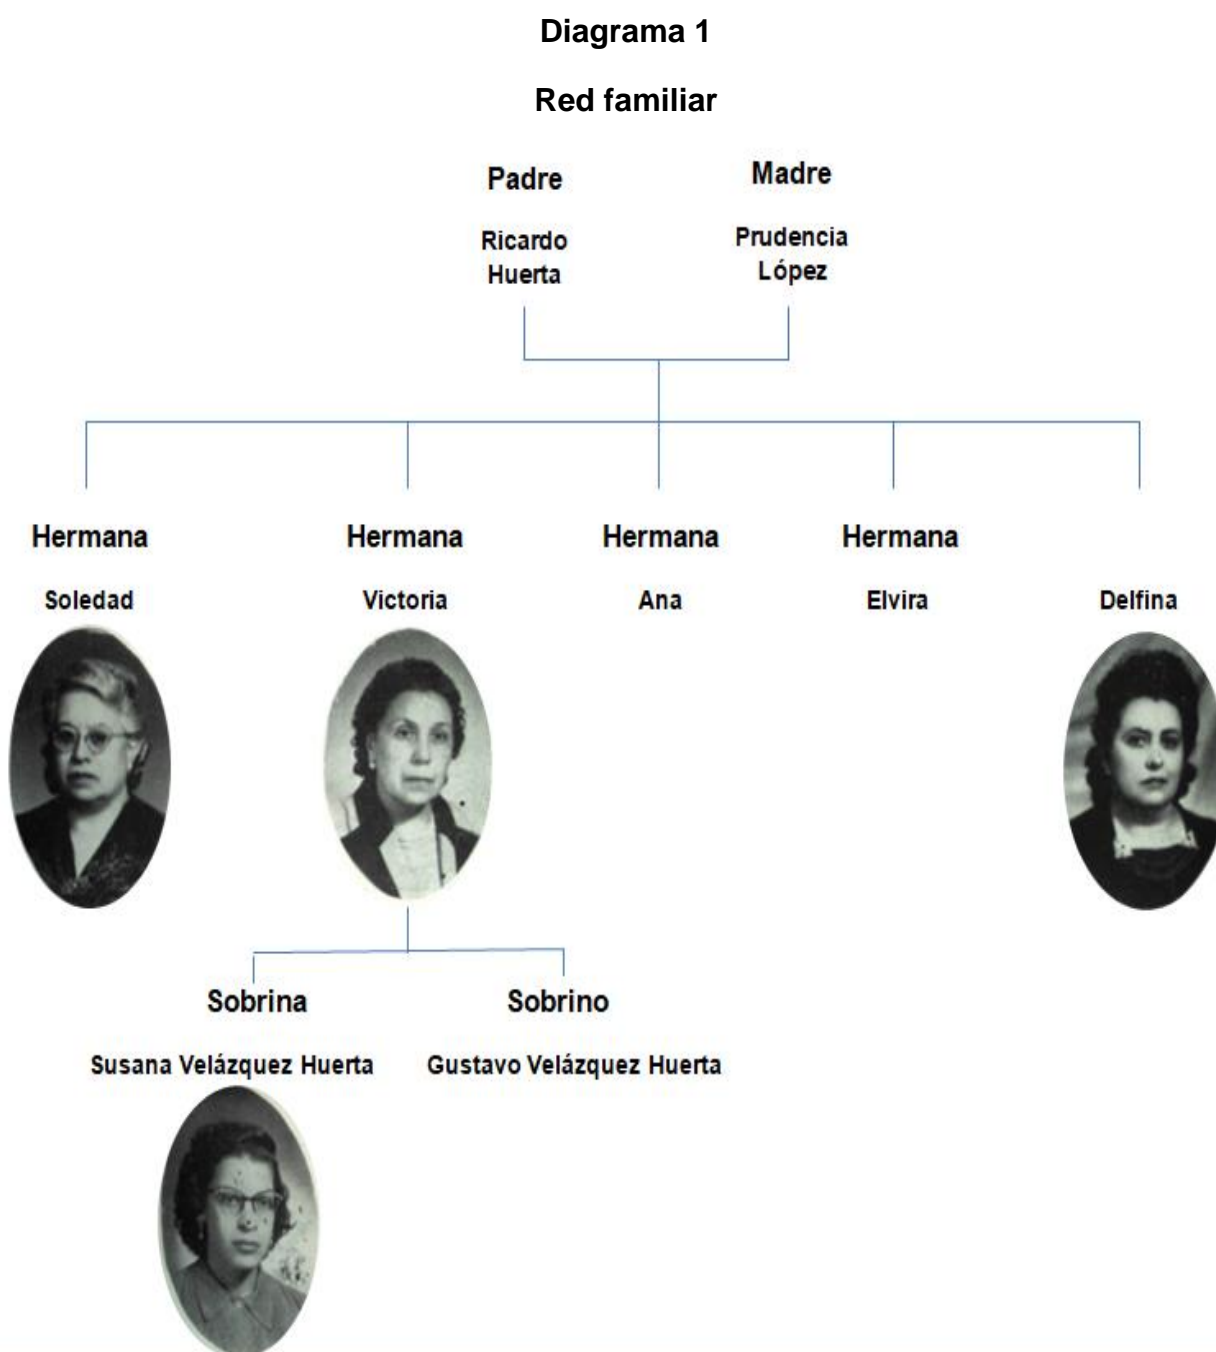 Diagrama 1
Red familiar
Padre
Madre
Ricardo
Huerta
Prudencia
López
Hermana
Hermana
Hermana
Hermana
Soledad
Victoria
Ana
Elvira
Delfina
Sobrina
Sobrino
Susana Velázquez Huerta
Gustavo Velázquez Huerta